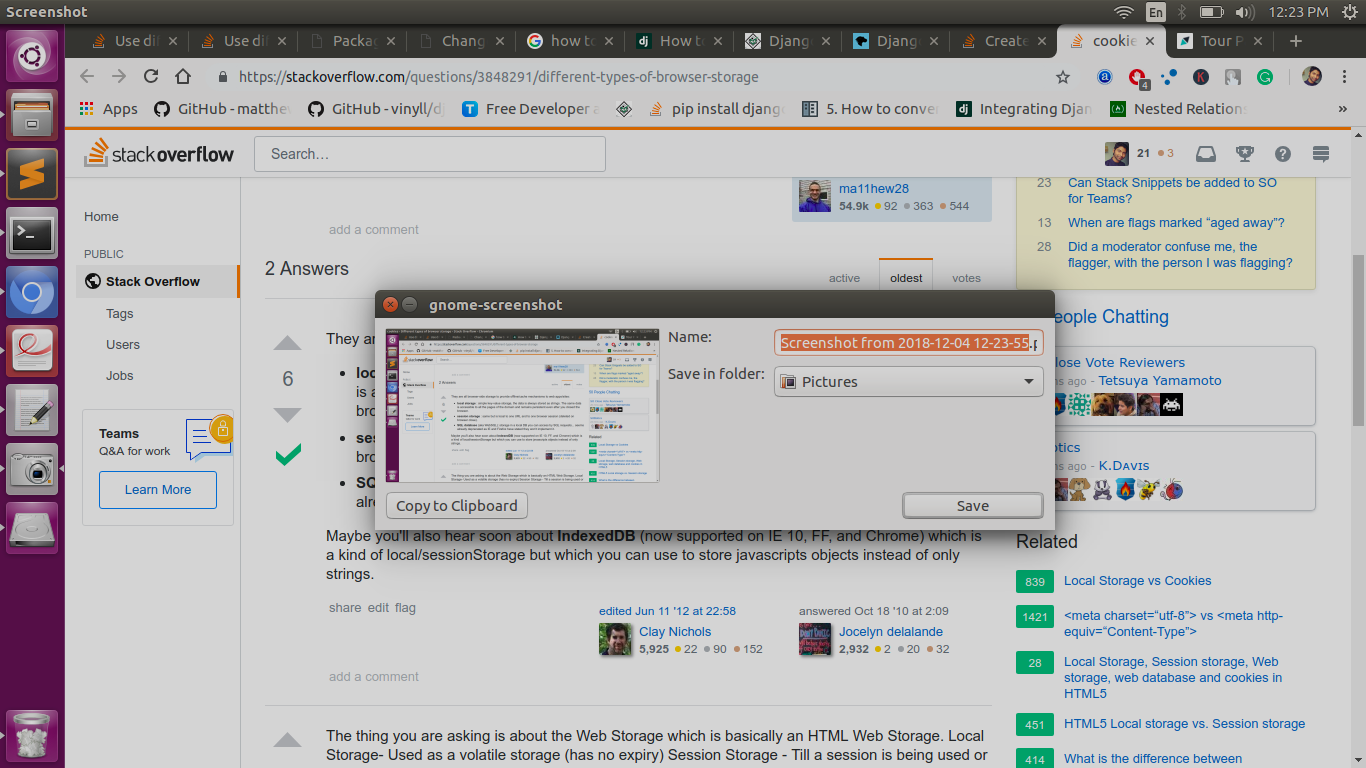 Screenshot
En
12:23 PM
Use dif
Use dif
Packag
Chang
how to
How to
Djang
Djang
Create
cookie
Tour P
https://stackoverflow.com/questions/3848291/different-types-of-browser-storage
4
Apps
GitHub - matthe
GitHub - vinyll/d
Free Developer a
pip install djang
5. How to conve
Integrating Djan
Nested Relations
»
stackoverflow
Search…
21
3
Home
PUBLIC
Stack Overflow
Tags
Users
Jobs
Teams
Q&A for work
Learn More
ma11hew28
54.9k 92 363 544
add a comment
2 Answers
active
oldest
votes
They ar
6
loc
is a
bro
ses
bro
SQ
alre
gnome-screenshot
Name:
Screenshot from 2018-12-04 12-23-55.p
Save in folder:
Pictures
Copy to Clipboard
Save
Maybe you'll also hear soon about IndexedDB (now supported on IE 10, FF, and Chrome) which is
a kind of local/sessionStorage but which you can use to store javascripts objects instead of only
strings.
share edit flag
edited Jun 11 '12 at 22:58
Clay Nichols
5,925 22 90 152
answered Oct 18 '10 at 2:09
Jocelyn delalande
2,932 2 20 32
add a comment
The thing you are asking is about the Web Storage which is basically an HTML Web Storage. Local
Storage- Used as a volatile storage (has no expiry) Session Storage - Till a session is being used or
23 Can Stack Snippets be added to SO
for Teams?
13 When are flags marked “aged away”?
28 Did a moderator confuse me, the
flagger, with the person I was flagging?
eople Chatting
lose Vote Reviewers
ns ago - Tetsuya Yamamoto
otics
ns ago - K.Davis
Related
839 Local Storage vs Cookies
1421 <meta charset=“utf-8”> vs <meta http-
equiv=“Content-Type”>
28 Local Storage, Session storage, Web
storage, web database and cookies in
HTML5
451 HTML5 Local storage vs. Session storage
414 What is the difference between